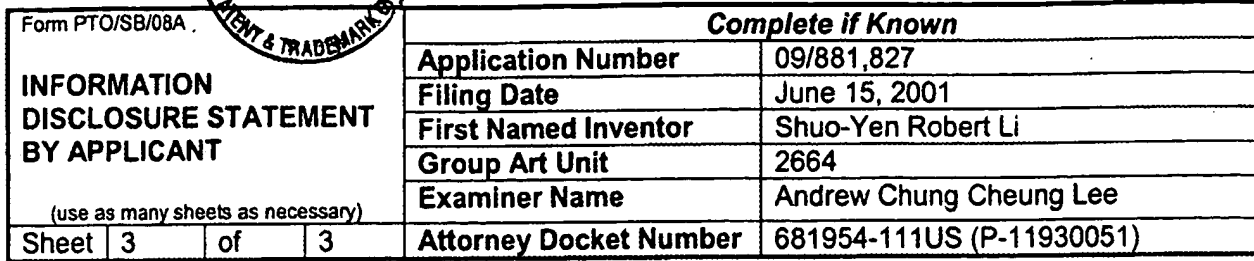 Form PTO/SB/08A .
MENT & TRADEMARK
INFORMATION
DISCLOSURE STATEMENT
BY APPLICANT
(use as many sheets as necessary)
Sheet 3 of 3
Complete if Known
Application Number 09/881,827
Filing Date June 15, 2001
First Named Inventor Shuo-Yen Robert Li
Group Art Unit 2664
Examiner Name Andrew Chung Cheung Lee
Attorney Docket Number 681954-111US (P-11930051)